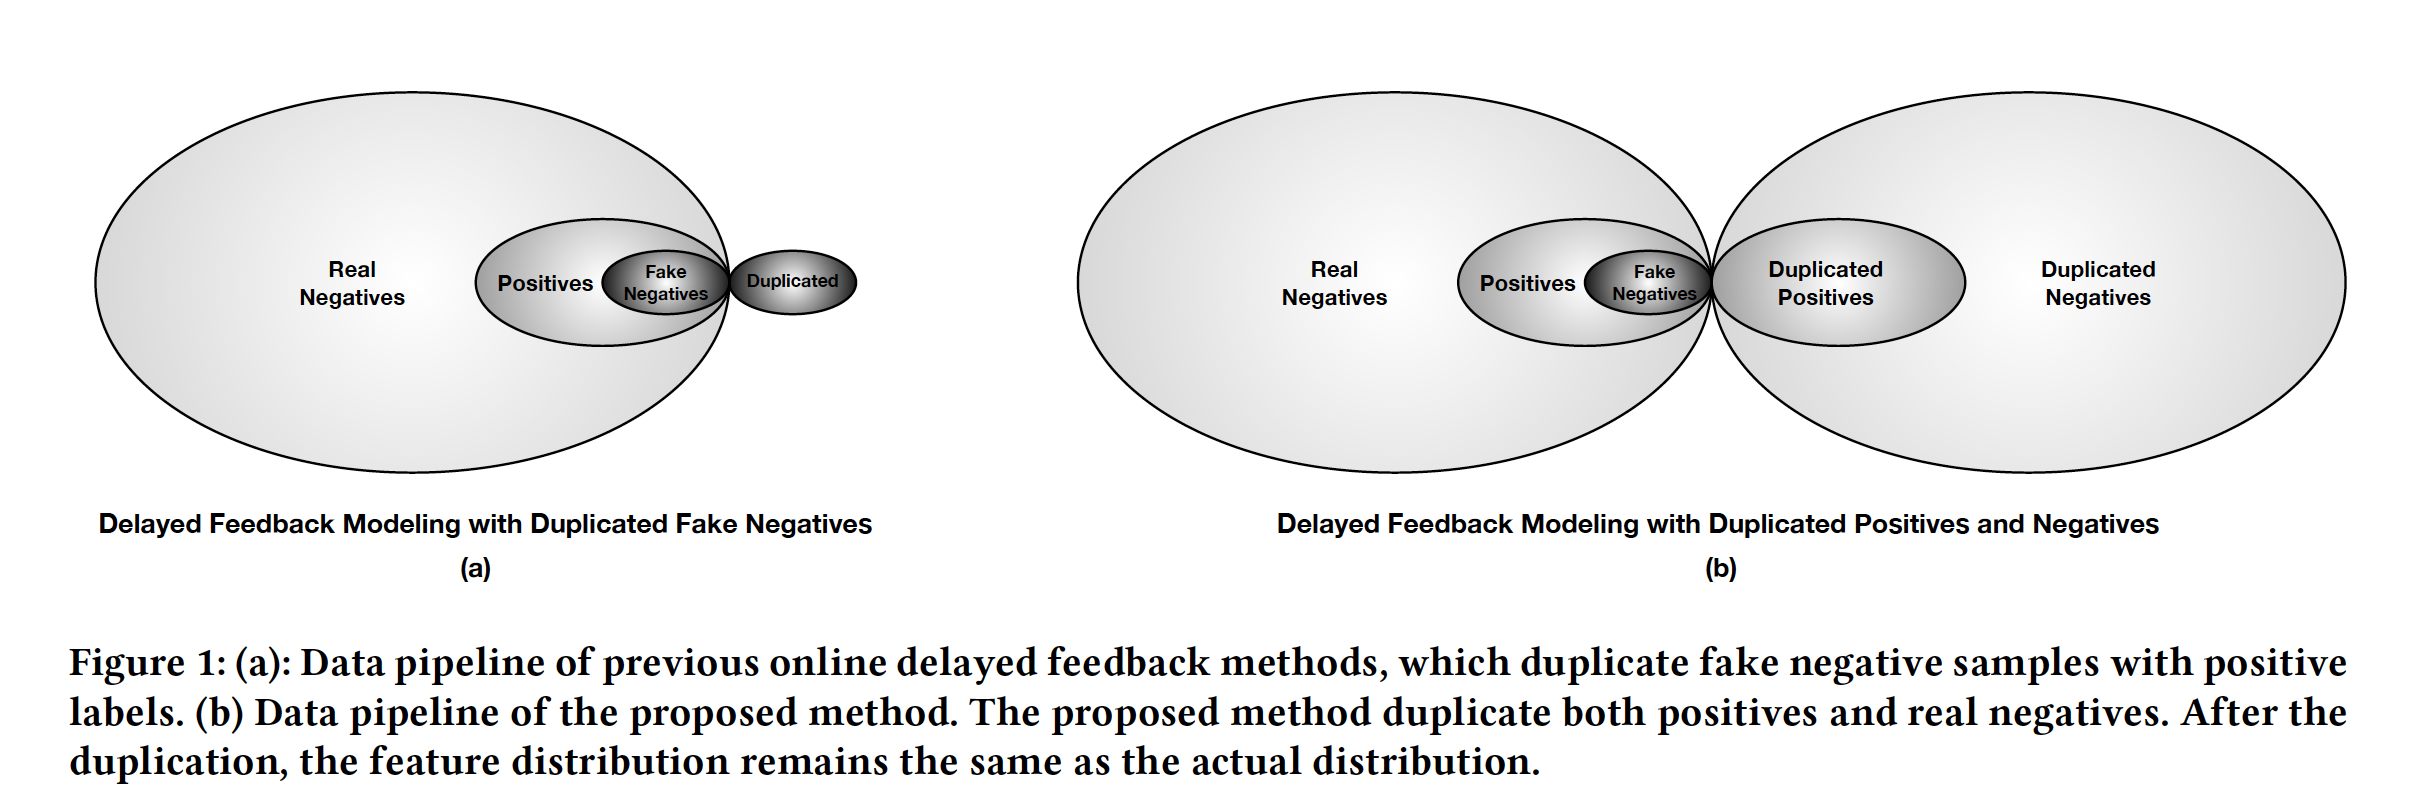 Real
Negatives
Positives
Fake
Negatives
Duplicated
Delayed Feedback Modeling with Duplicated Fake Negatives
(a)
Real
Negatives
Positives
Fake
Negatives
Duplicated
Positives
Duplicated
Negatives
Delayed Feedback Modeling with Duplicated Positives and Negatives
(b)
Figure 1: (a): Data pipeline of previous online delayed feedback methods, which duplicate fake negative samples with positive
labels. (b) Data pipeline of the proposed method. The proposed method duplicate both positives and real negatives. After the
duplication, the feature distribution remains the same as the actual distribution.